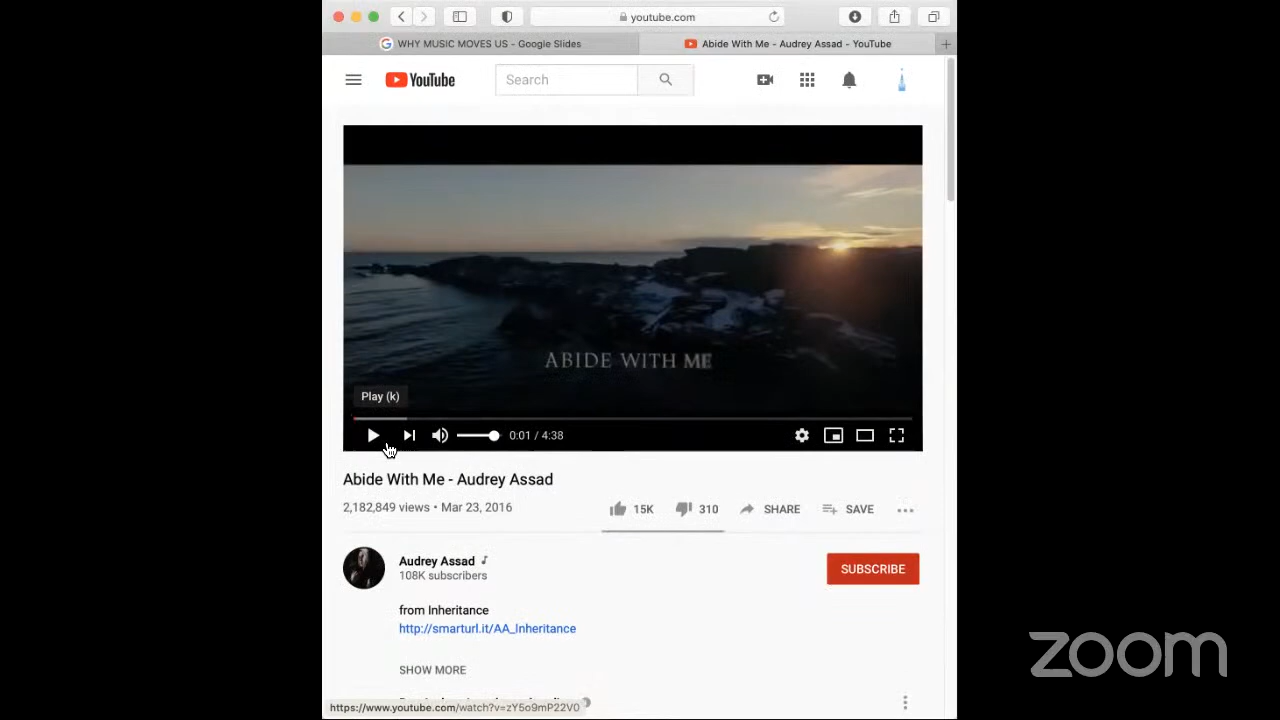 youtube.com
WHY MUSIC MOVES US - Google Slides
Abide With Me - Audrey Assad - YouTube
YouTube
Search
ABIDE WITH ME
Play (k)
0:01 / 4:38
Abide With Me - Audrey Assad
2,182,849 views • Mar 23, 2016
15K
310
SHARE
SAVE
Audrey Assad
108K subscribers
SUBSCRIBE
from Inheritance
http://smarturl.it/AA_Inheritance
SHOW MORE
https://www.youtube.com/watch?v=zY5o9mP22V0
zoom